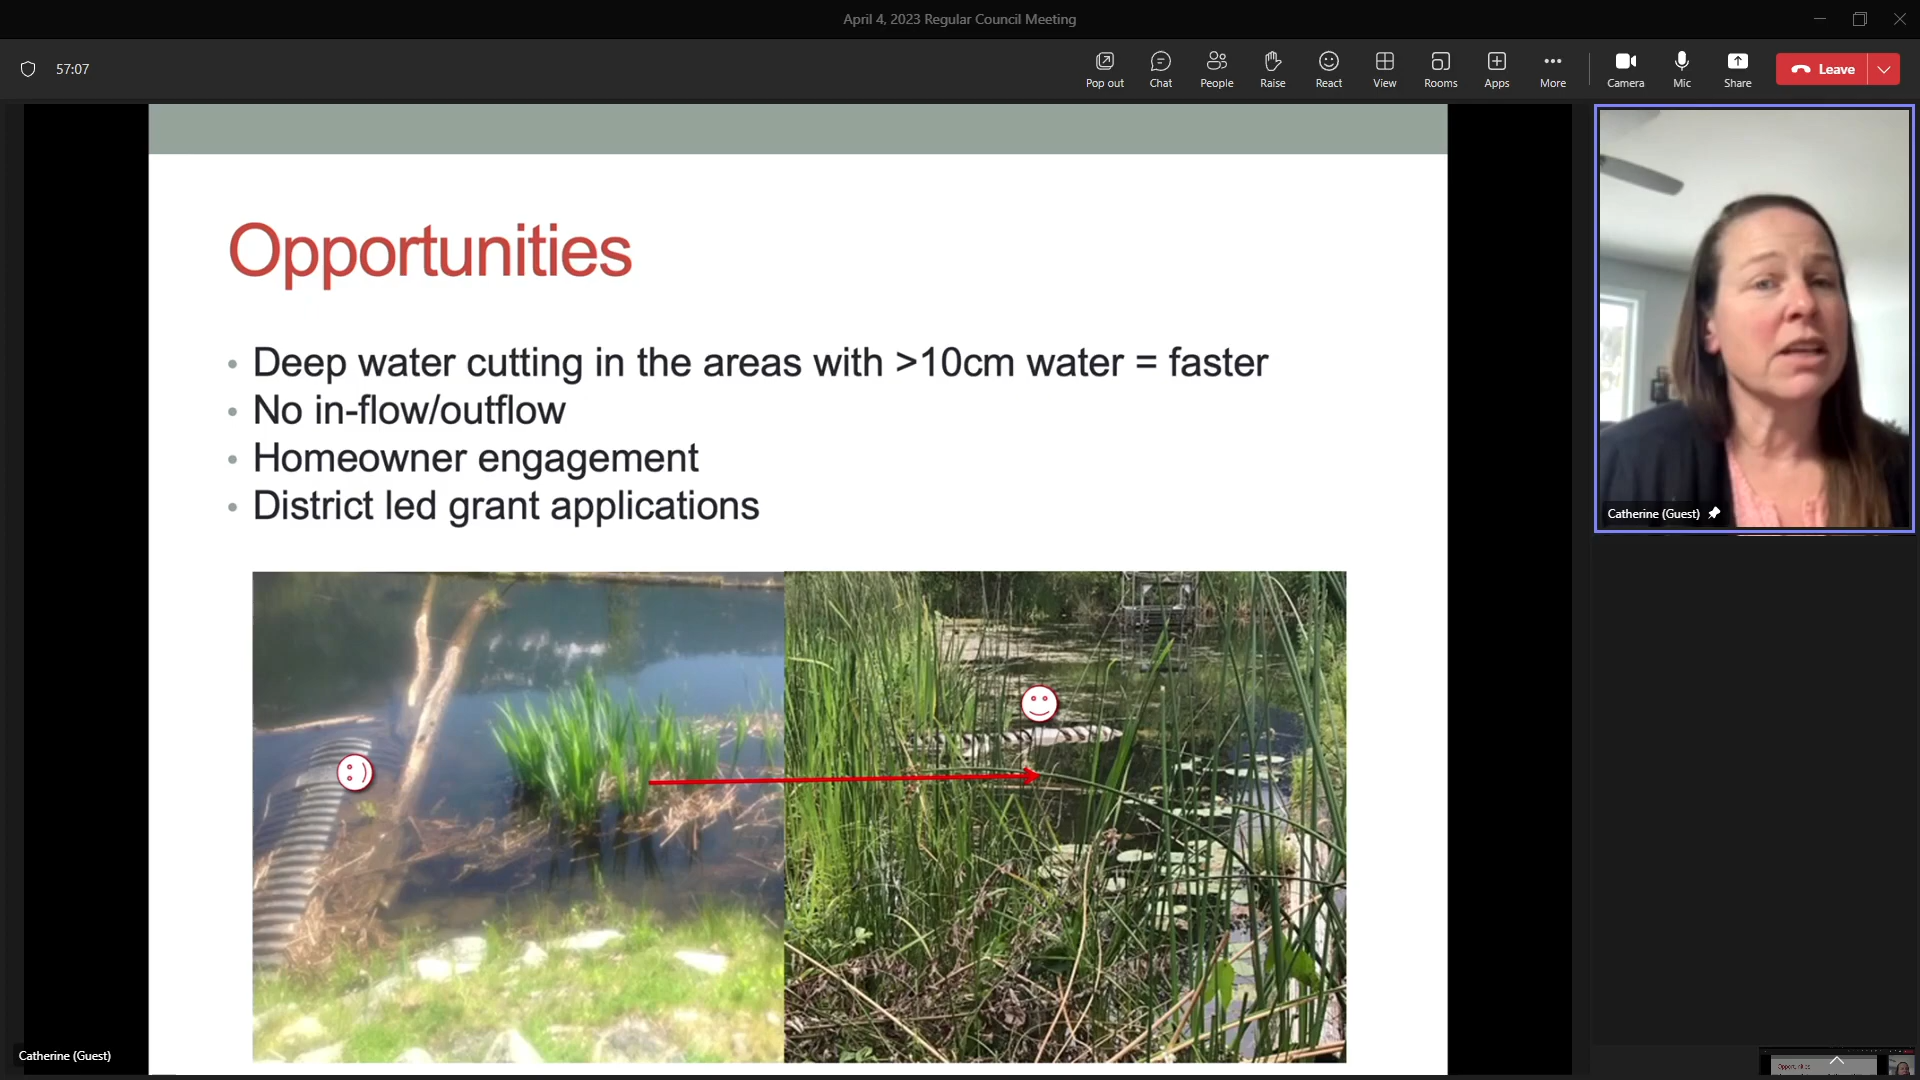 April 4, 2023 Regular Council Meeting
57:07
Pop out
Chat
People
Raise
React
View
Rooms
Apps
More
Camera
Mic
Share
Leave
Opportunities
• Deep water cutting in the areas with >10cm water = faster
• No in-flow/outflow
• Homeowner engagement
• District led grant applications
:)
Catherine (Guest)
Catherine (Guest)
Opportunities